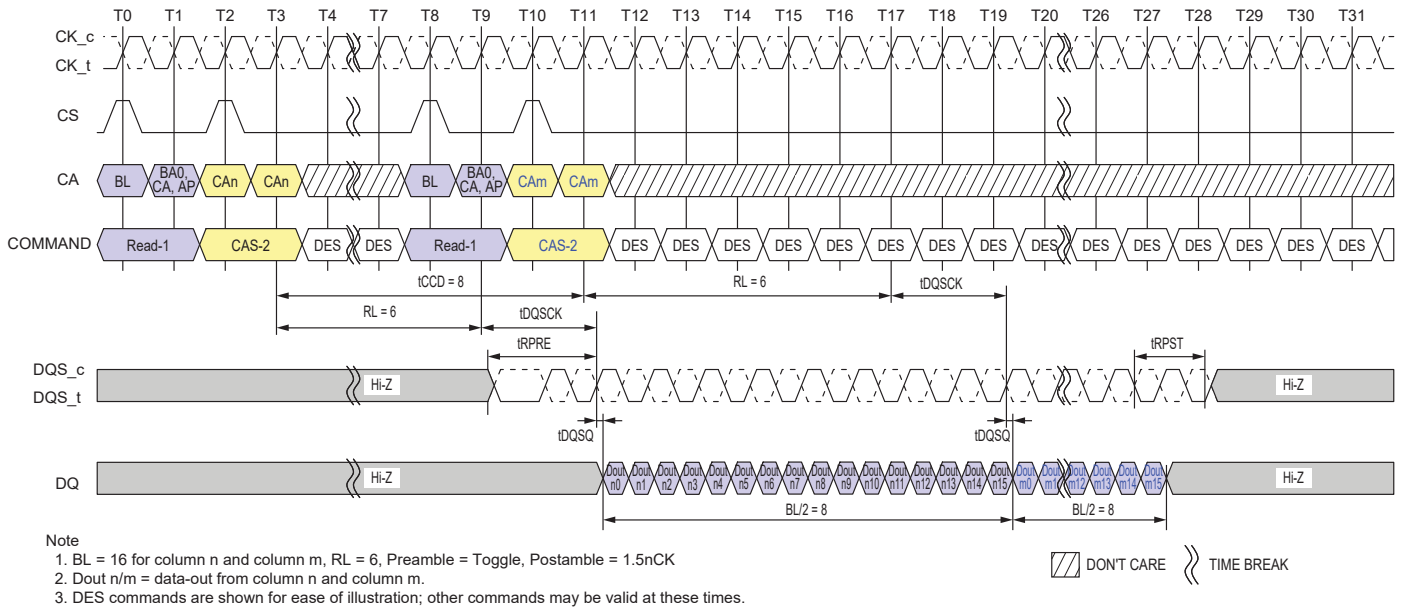 T0 T1 T2 T3 T4 T7 T8 T9 T10 T11 T12 T13 T14 T15 T16 T17 T18 T19 T20 T26 T27 T28 T29 T30 T31
CK_c
CK_t
CS
CA BL BA0, CA, AP CAn CAn BL BA0, CA, AP CAm CAm
COMMAND Read-1 CAS-2 DES DES Read-1 CAS-2 DES DES DES DES DES DES DES DES DES DES DES DES DES DES DES
tCCD = 8 RL = 6 tDQSCK
RL = 6 tDQSCK
tRPRE tRPST
DQS_c
DQS_t
Hi-Z Hi-Z
tDQSQ tDQSQ
DQ Hi-Z Dout n0 Dout n1 Dout n2 Dout n3 Dout n4 Dout n5 Dout n6 Dout n7 Dout n8 Dout n9 Dout n10 Dout n11 Dout n12 Dout n13 Dout n14 Dout n15 Dout m0 Dout m1 Dout m12 Dout m13 Dout m14 Dout m15 Hi-Z
BL/2 = 8 BL/2 = 8
Note
1. BL = 16 for column n and column m, RL = 6, Preamble = Toggle, Postamble = 1.5nCK
2. Dout n/m = data-out from column n and column m.
3. DES commands are shown for ease of illustration; other commands may be valid at these times.
DON'T CARE TIME BREAK